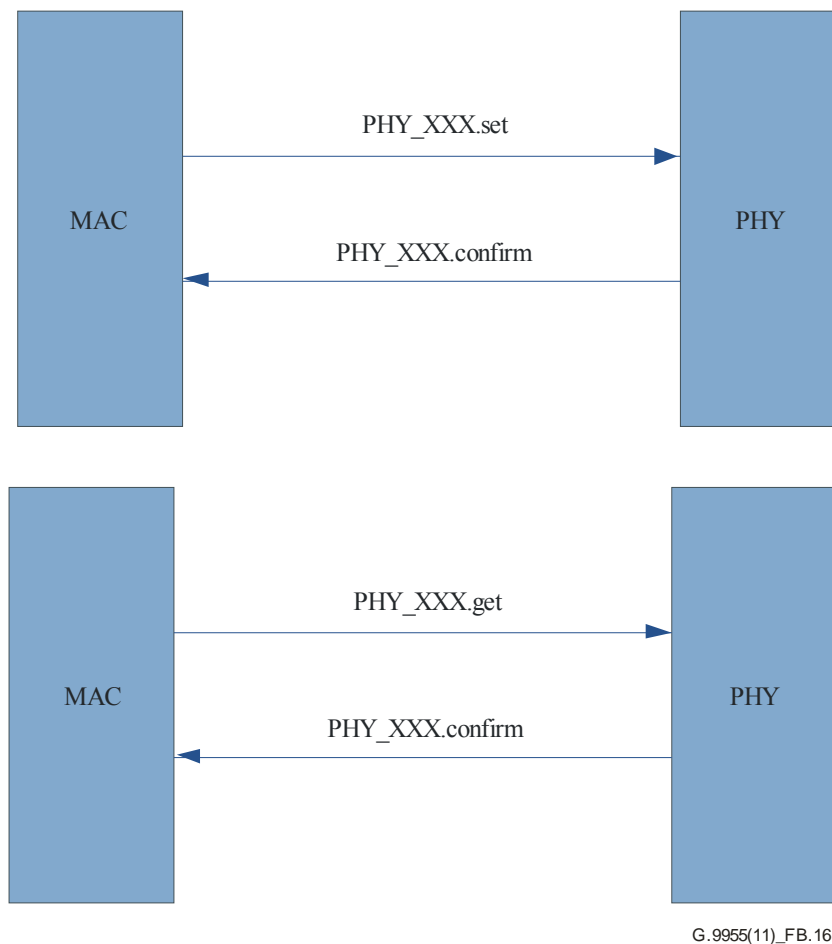 PHY_XXX.set
MAC
PHY
PHY_XXX.confirm
PHY_XXX.get
MAC
PHY
PHY_XXX.confirm
G.9955(11)_FB.16